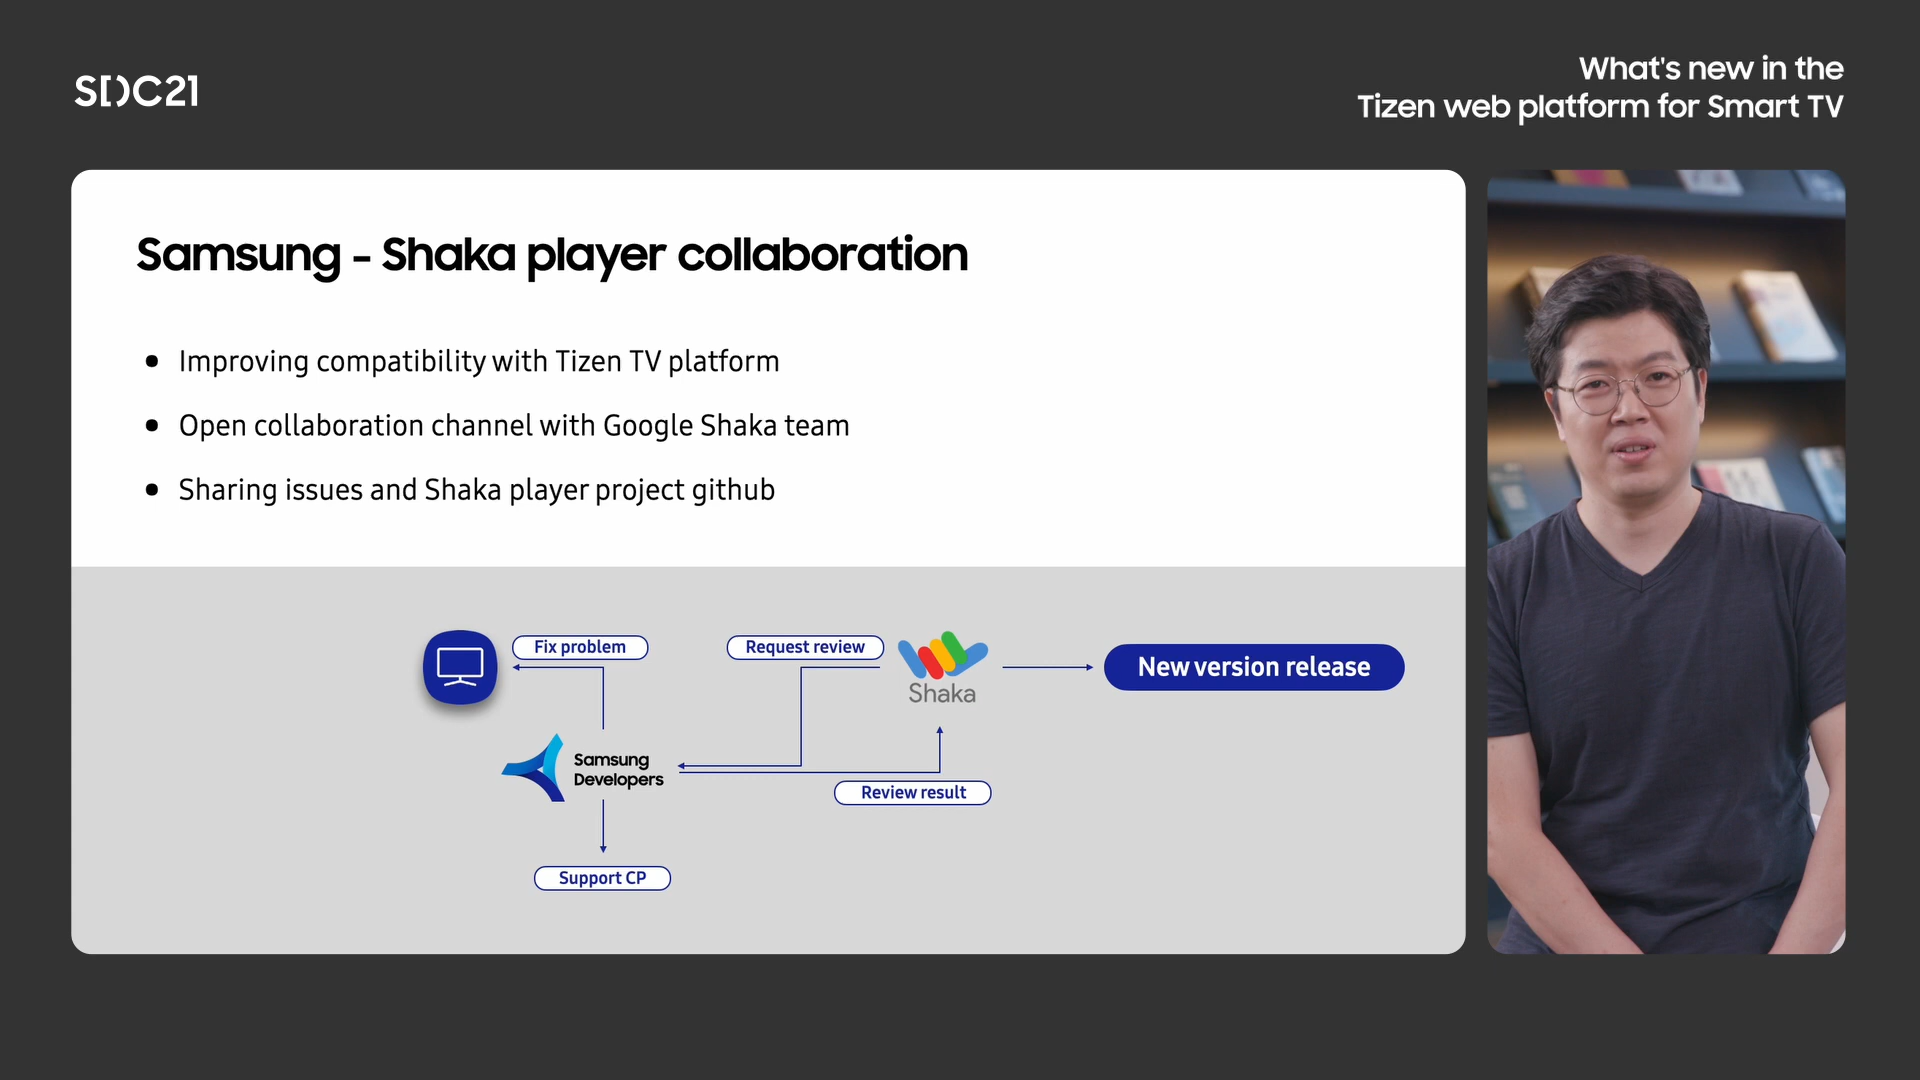 SDC21
What's new in the
Tizen web platform for Smart TV
Samsung – Shaka player collaboration
• Improving compatibility with Tizen TV platform
• Open collaboration channel with Google Shaka team
• Sharing issues and Shaka player project github
Fix problem
Request review
Shaka
New version release
Samsung
Developers
Review result
Support CP